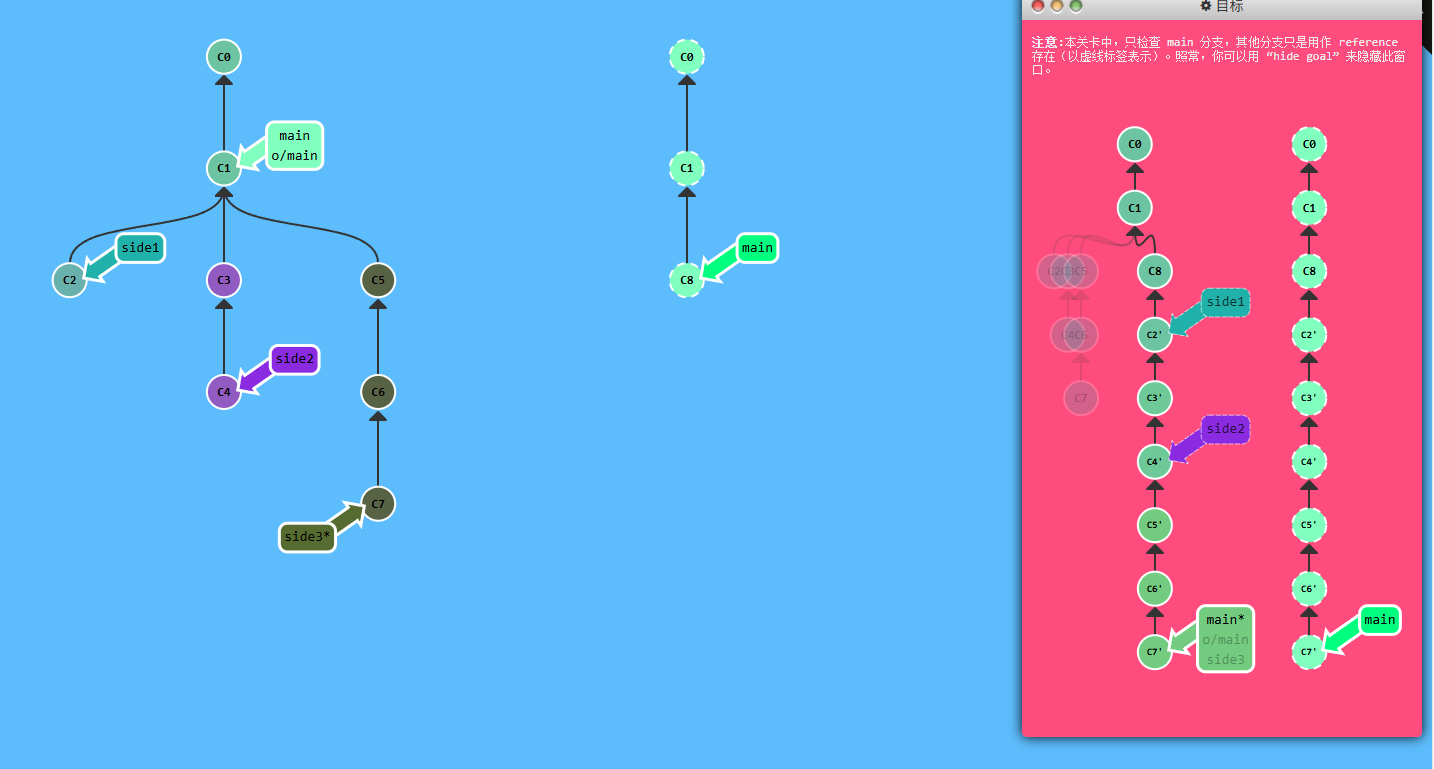 目标
注意:本关卡中，只检查 main 分支，其他分支只是用作 reference
存在（以虚线标签表示）。照常，你可以用 “hide goal” 来隐藏此窗
口。
C0
C0
main
o/main
C1
C1
side1
main
C2
C3
C5
C8
side2
C4
C6
C7
side3*
C0
C0
C1
C1
C2
C3
C5
C8
C8
side1
C4
C6
C2'
C2'
C7
C3'
C3'
side2
C4'
C4'
C5'
C5'
C6'
C6'
main*
o/main
side3
main
C7'
C7'